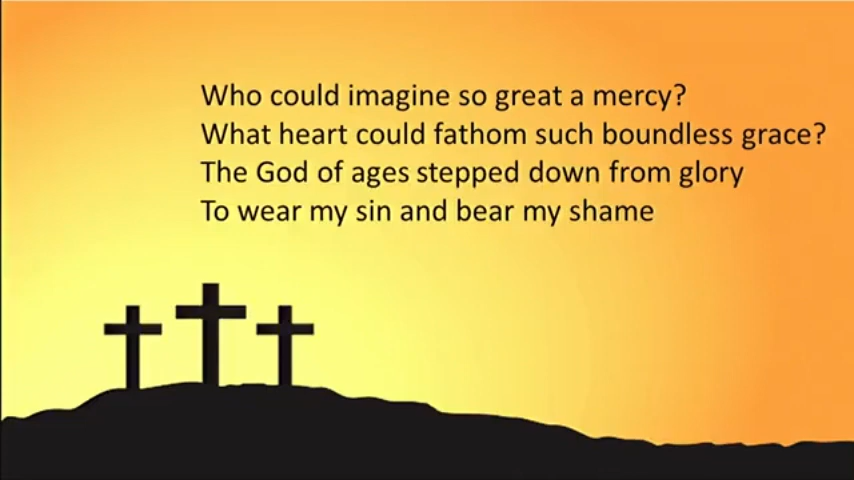 Who could imagine so great a mercy?
What heart could fathom such boundless grace?
The God of ages stepped down from glory
To wear my sin and bear my shame